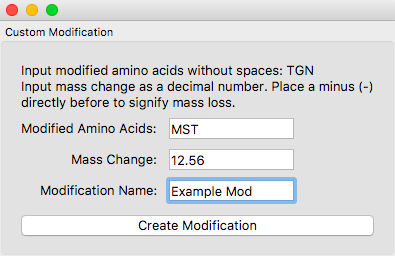 Custom Modification
Input modified amino acids without spaces: TGN
Input mass change as a decimal number. Place a minus (-)
directly before to signify mass loss.
Modified Amino Acids: MST
Mass Change: 12.56
Modification Name: Example Mod
Create Modification